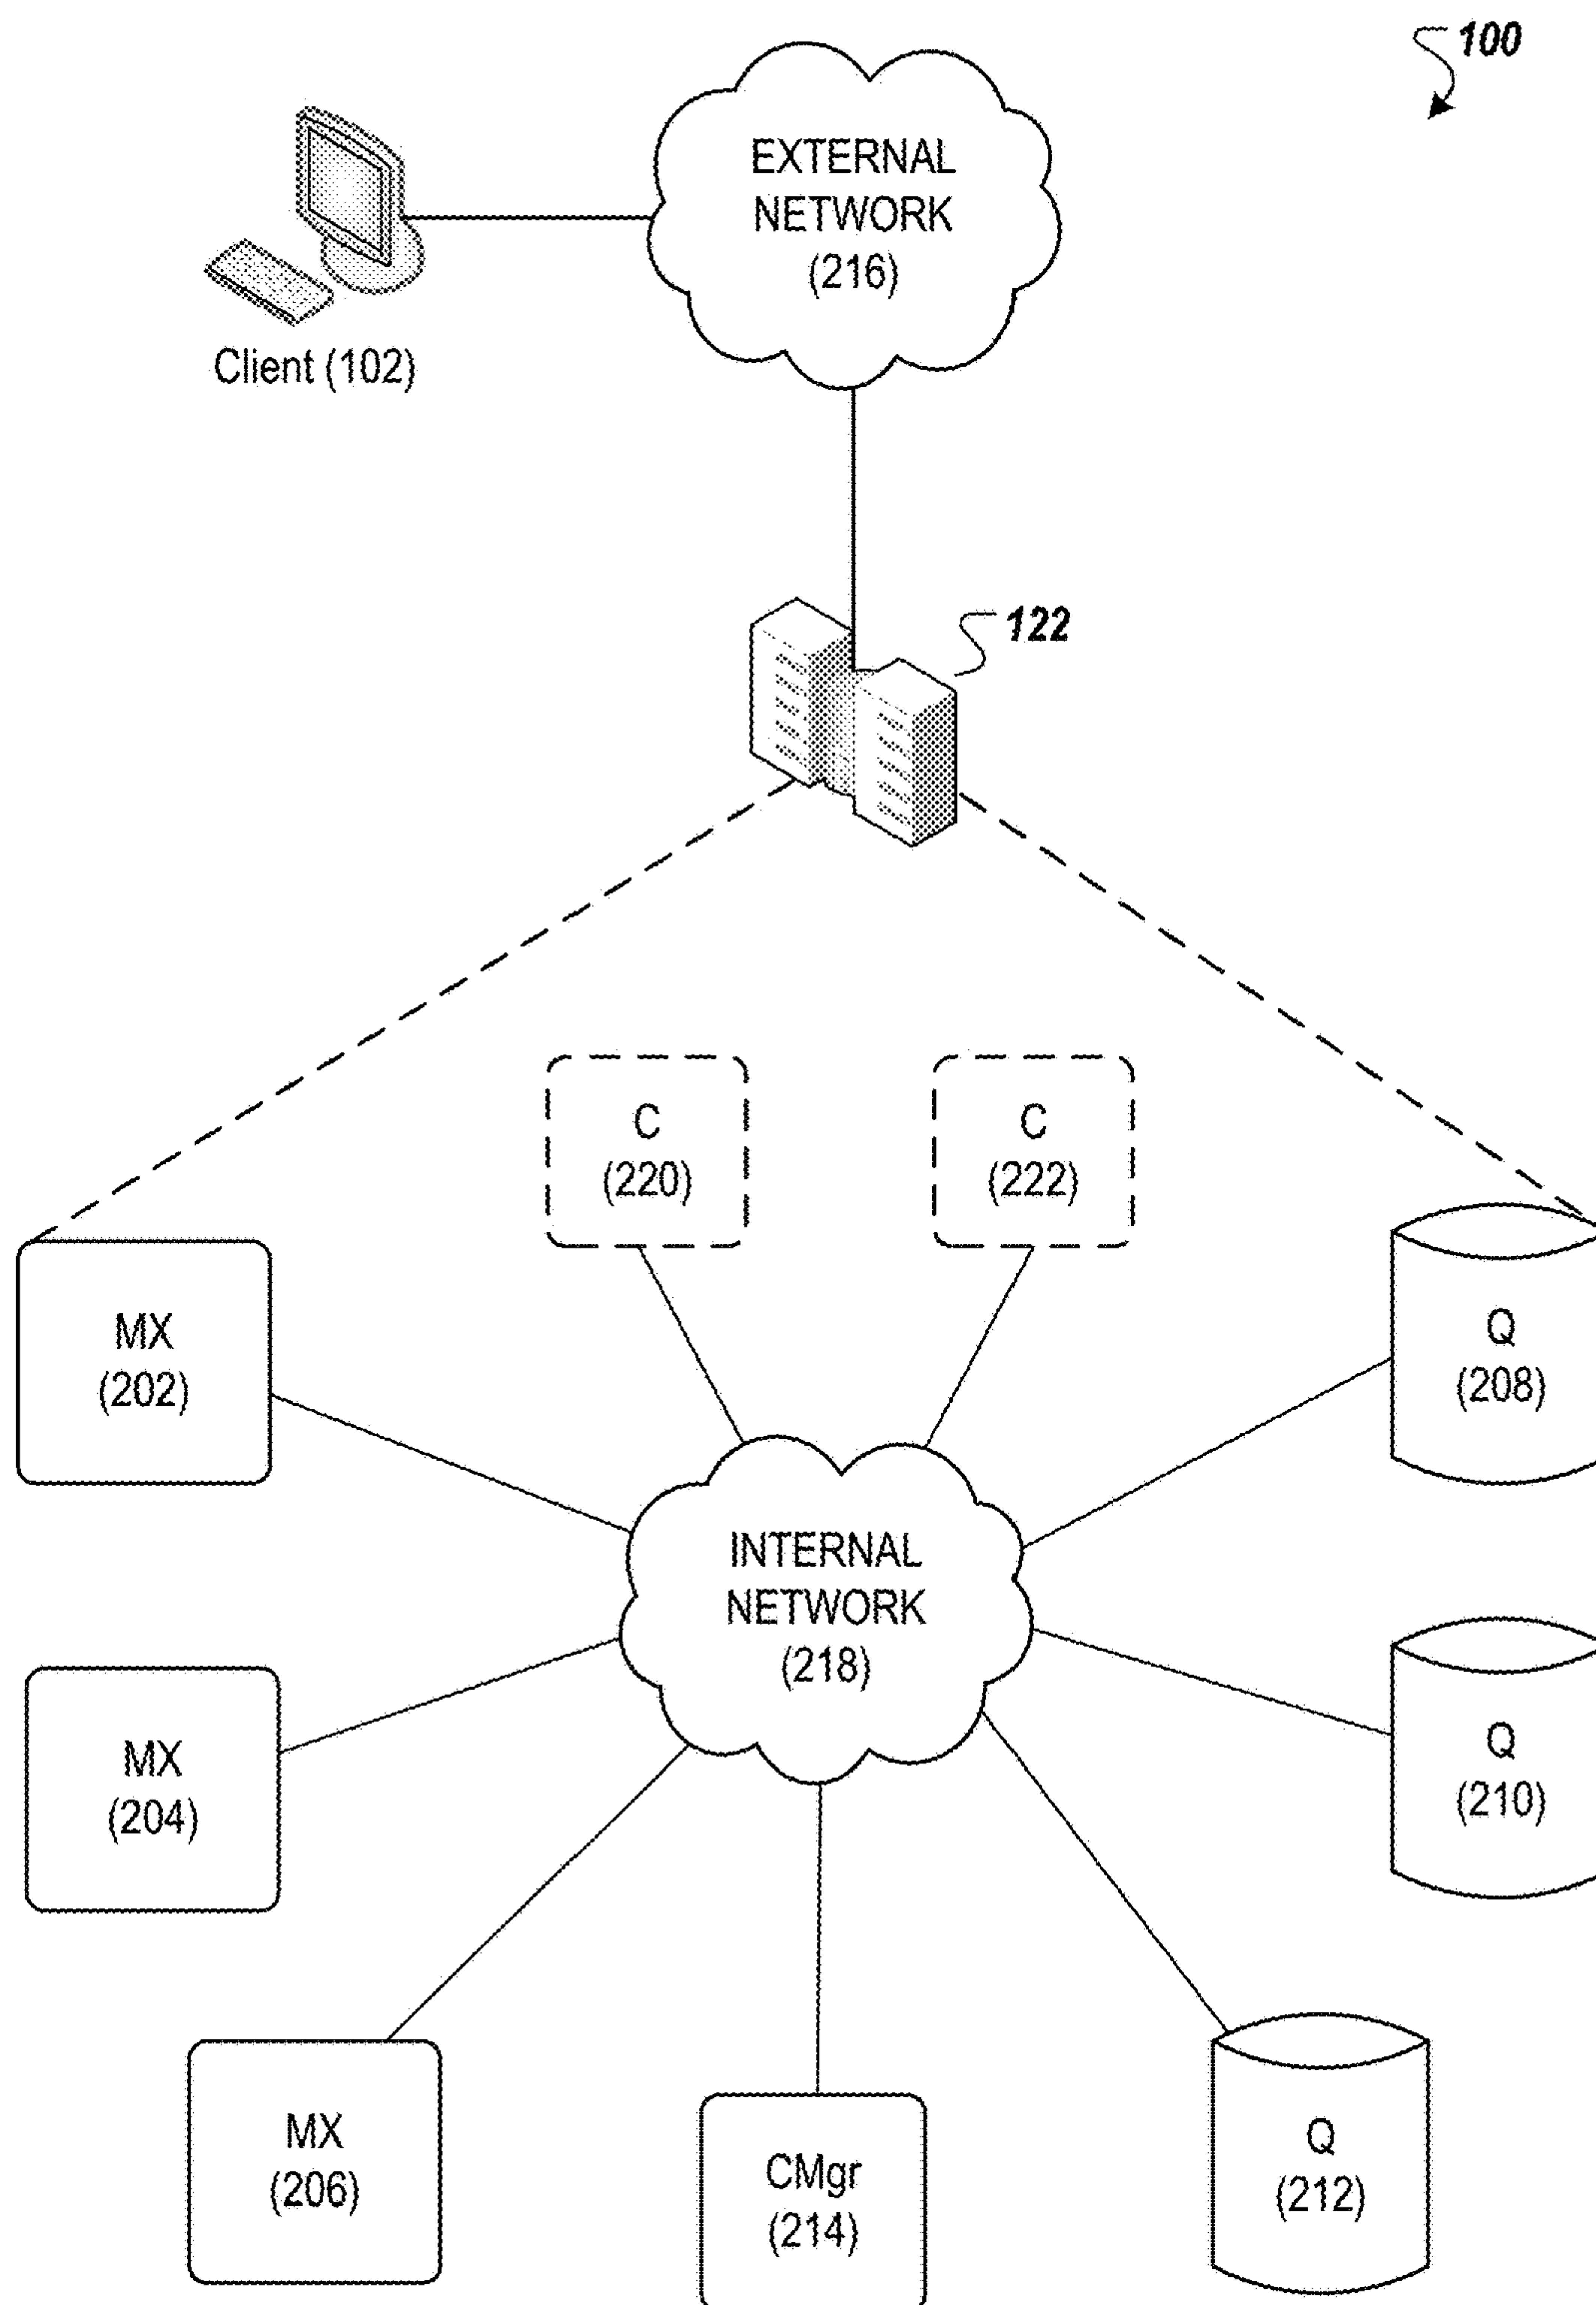 100
EXTERNAL
NETWORK
(216)
Client (102)
122
C
(220)
C
(222)
MX
(202)
Q
(208)
INTERNAL
NETWORK
(218)
MX
(204)
Q
(210)
MX
(206)
CMgr
(214)
Q
(212)